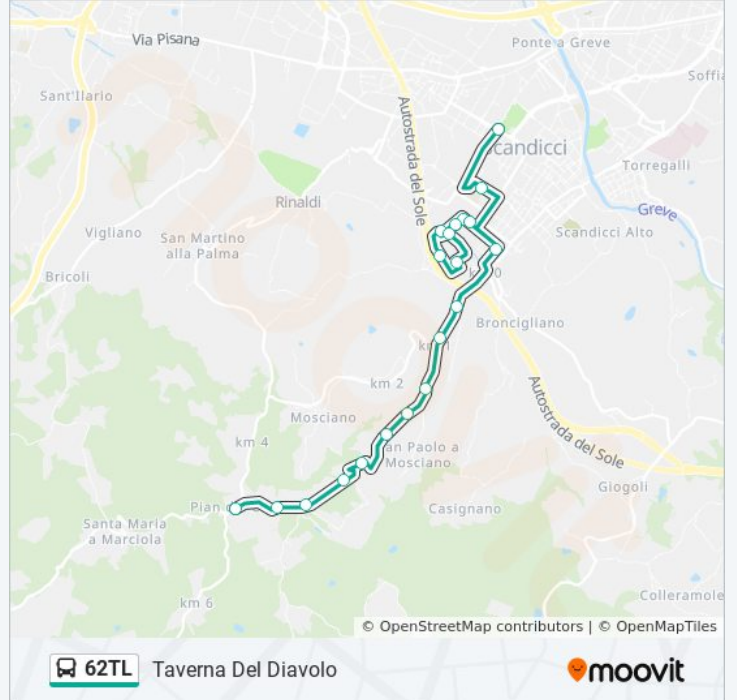 Via Pisana
Ponte a Greve
Soffia
Sant'Ilario
Autostrada del Sole
Scandicci
Torregalli
Rinaldi
Greve
Vigliano
San Martino
alla Palma
Scandicci Alto
Bricoli
Broncigliano
km 2
Autostrada del Sole
Mosciano
km 4
an Paolo a
Mosciano
Giogoli
Pian
Casignano
Santa Maria
a Marciola
km 6
Colleramole
© OpenStreetMap contributors | © OpenMapTiles
62TL Taverna Del Diavolo
moovit